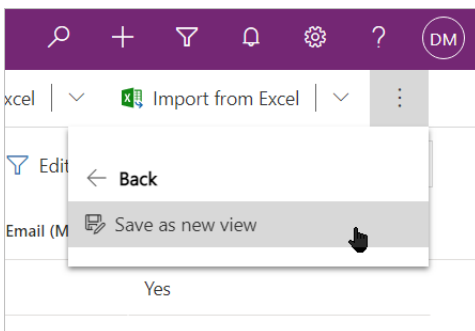 DM
xcel
Import from Excel
Edit
Back
Email (M
Save as new view
Yes